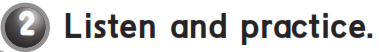 2 Listen and practice.